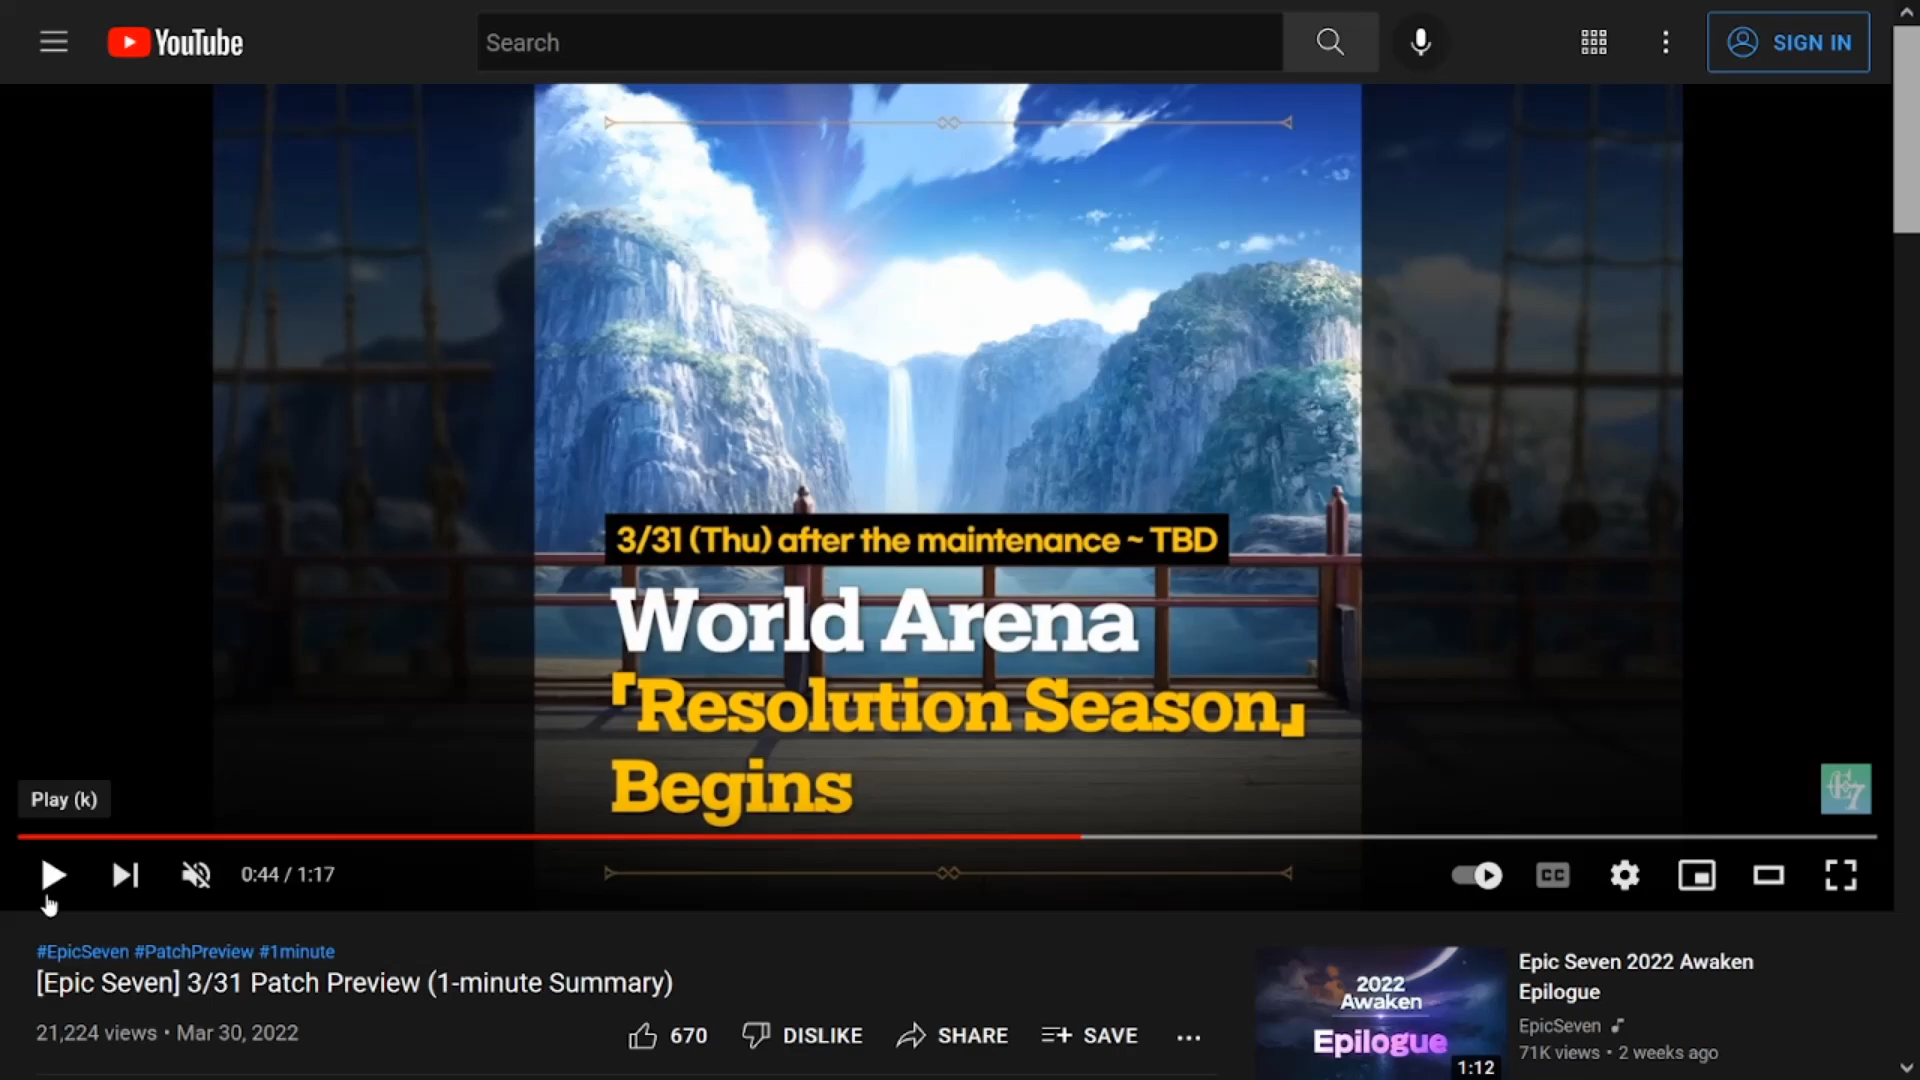 YouTube
Search
SIGN IN
3/31 (Thu) after the maintenance ~ TBD
World Arena
「Resolution Season」
Begins
E7
Play (k)
0:44 / 1:17
CC
#EpicSeven #PatchPreview #1minute
[Epic Seven] 3/31 Patch Preview (1-minute Summary)
21,224 views • Mar 30, 2022
670
DISLIKE
SHARE
SAVE
2022
Awaken
Epilogue
1:12
Epic Seven 2022 Awaken
Epilogue
EpicSeven
71K views • 2 weeks ago